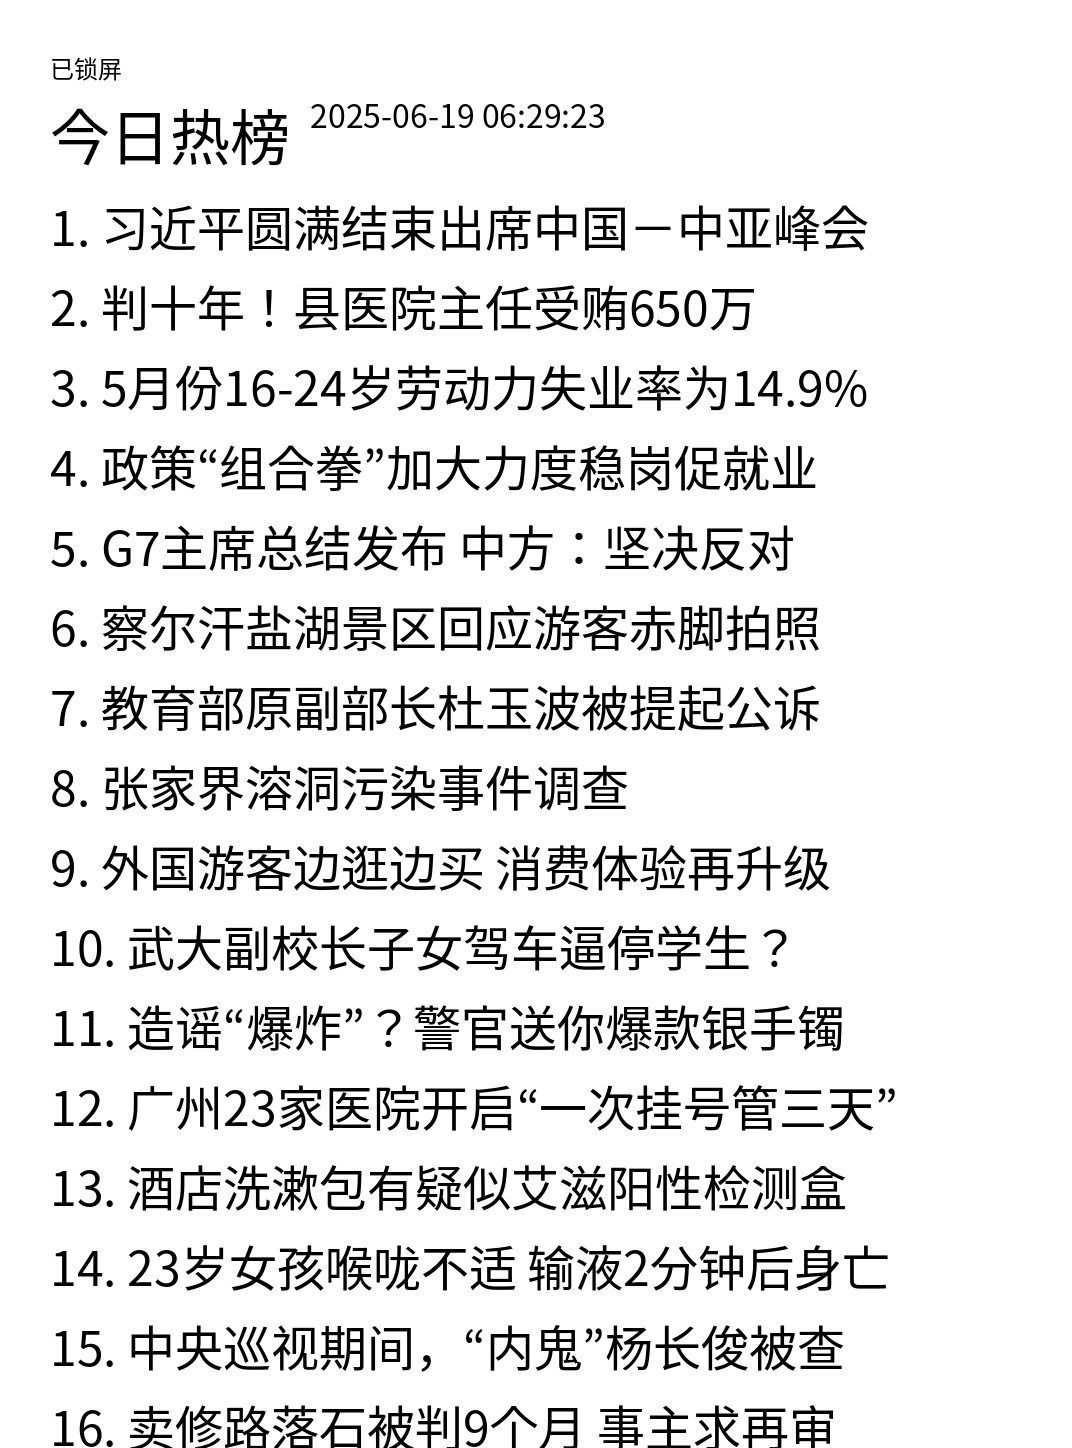 已锁屏
今日热榜 2025-06-19 06:29:23
1. 习近平圆满结束出席中国－中亚峰会
2. 判十年！县医院主任受贿650万
3. 5月份16-24岁劳动力失业率为14.9%
4. 政策“组合拳”加大力度稳岗促就业
5. G7主席总结发布 中方：坚决反对
6. 察尔汗盐湖景区回应游客赤脚拍照
7. 教育部原副部长杜玉波被提起公诉
8. 张家界溶洞污染事件调查
9. 外国游客边逛边买 消费体验再升级
10. 武大副校长子女驾车逼停学生？
11. 造谣“爆炸”？警官送你爆款银手镯
12. 广州23家医院开启“一次挂号管三天”
13. 酒店洗漱包有疑似艾滋阳性检测盒
14. 23岁女孩喉咙不适 输液2分钟后身亡
15. 中央巡视期间，“内鬼”杨长俊被查
16. 卖修路落石被判9个月 事主求再审